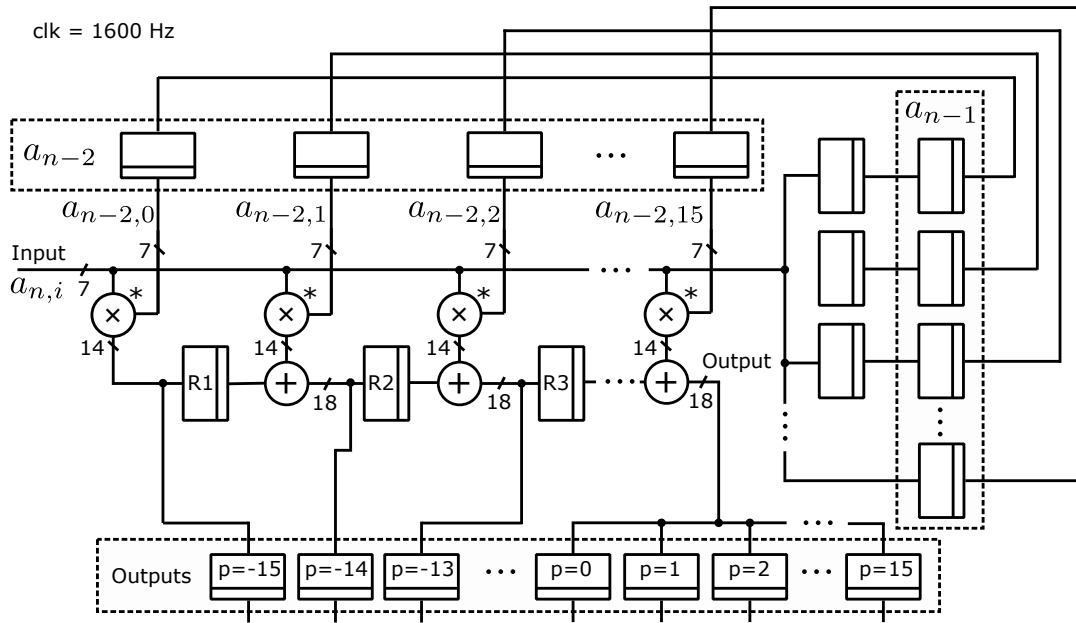 clk = 1600 Hz
a_{n-1}
a_{n-2}
...
a_{n-2,0}
a_{n-2,1}
a_{n-2,2}
a_{n-2,15}
7
7
7
7
Input
a_{n,i}
7
...
*
*
*
*
×
×
×
×
14
14
14
14
Output
R1
+
R2
+
R3
....
+
18
18
18
...
...
...
Outputs
p=-15
p=-14
p=-13
...
p=0
p=1
p=2
...
p=15